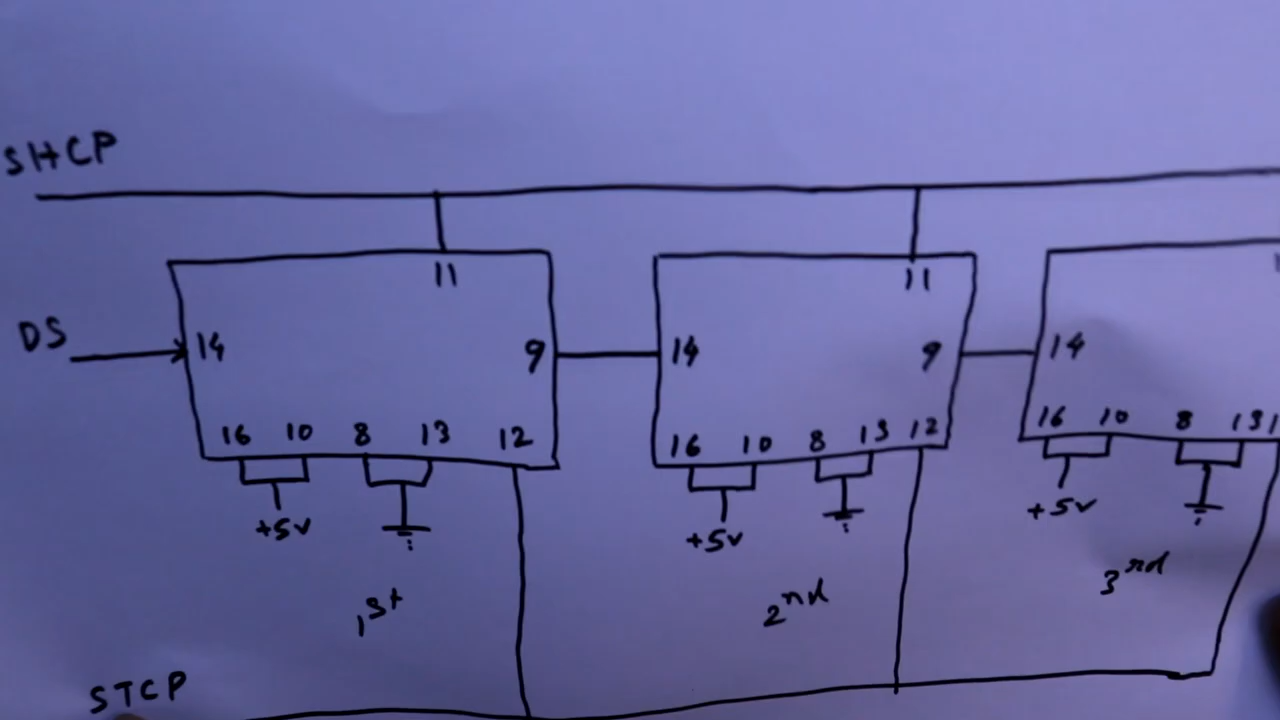 SHCP
11 11
DS 14 9 14 9 14
16 10 8 13 12 16 10 8 13 12 16 10 8 13
+5v +5v +5v
1st 2nd 3rd
STCP